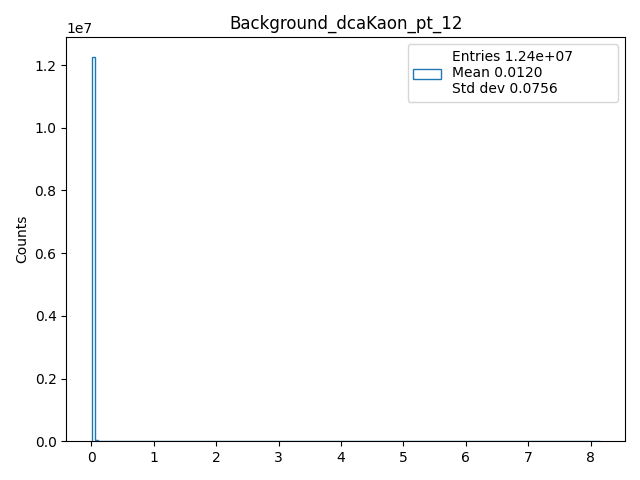 Background_dcaKaon_pt_12
1e7
Entries 1.24e+07
Mean 0.0120
Std dev 0.0756
1.2
1.0
0.8
0.6
0.4
0.2
0.0
Counts
0 1 2 3 4 5 6 7 8